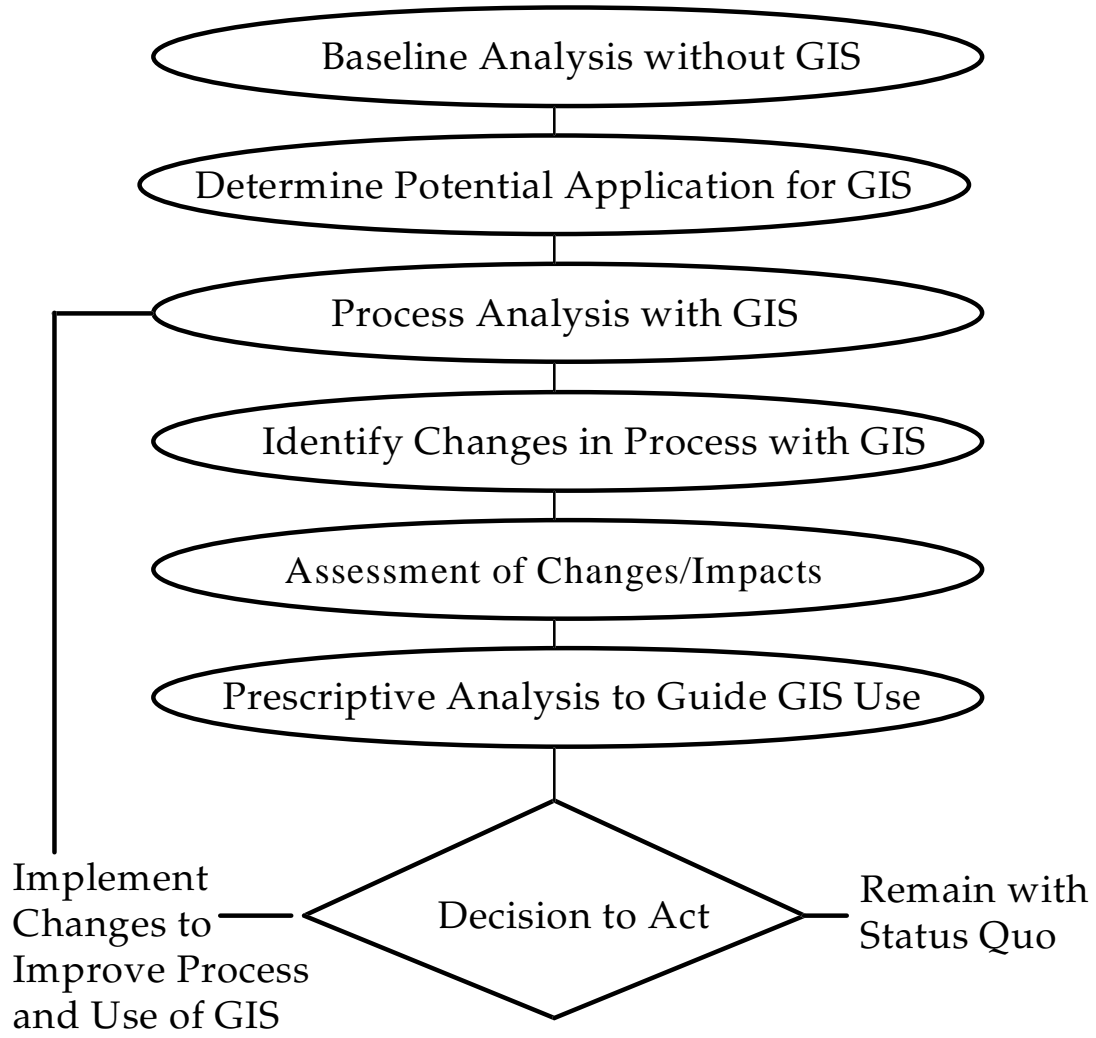 Baseline Analysis without GIS
Determine Potential Application for GIS
Process Analysis with GIS
Identify Changes in Process with GIS
Assessment of Changes/Impacts
Prescriptive Analysis to Guide GIS Use
Implement
Changes to
Improve Process
and Use of GIS
Decision to Act
Remain with
Status Quo